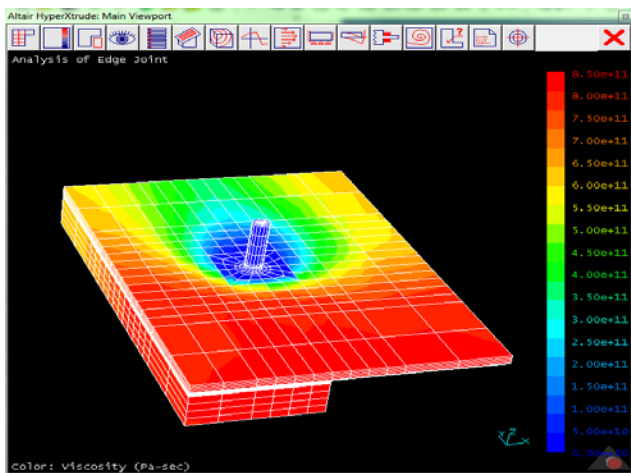 Altair HyperXtrude: Main Viewport
Analysis of Edge Joint
8.50e+11
8.00e+11
7.50e+11
7.00e+11
6.50e+11
6.00e+11
5.50e+11
5.00e+11
4.50e+11
4.00e+11
3.50e+11
3.00e+11
2.50e+11
2.00e+11
1.50e+11
1.00e+11
5.00e+10
0.00e+00
Y Z X
Color: Viscosity (Pa-sec)